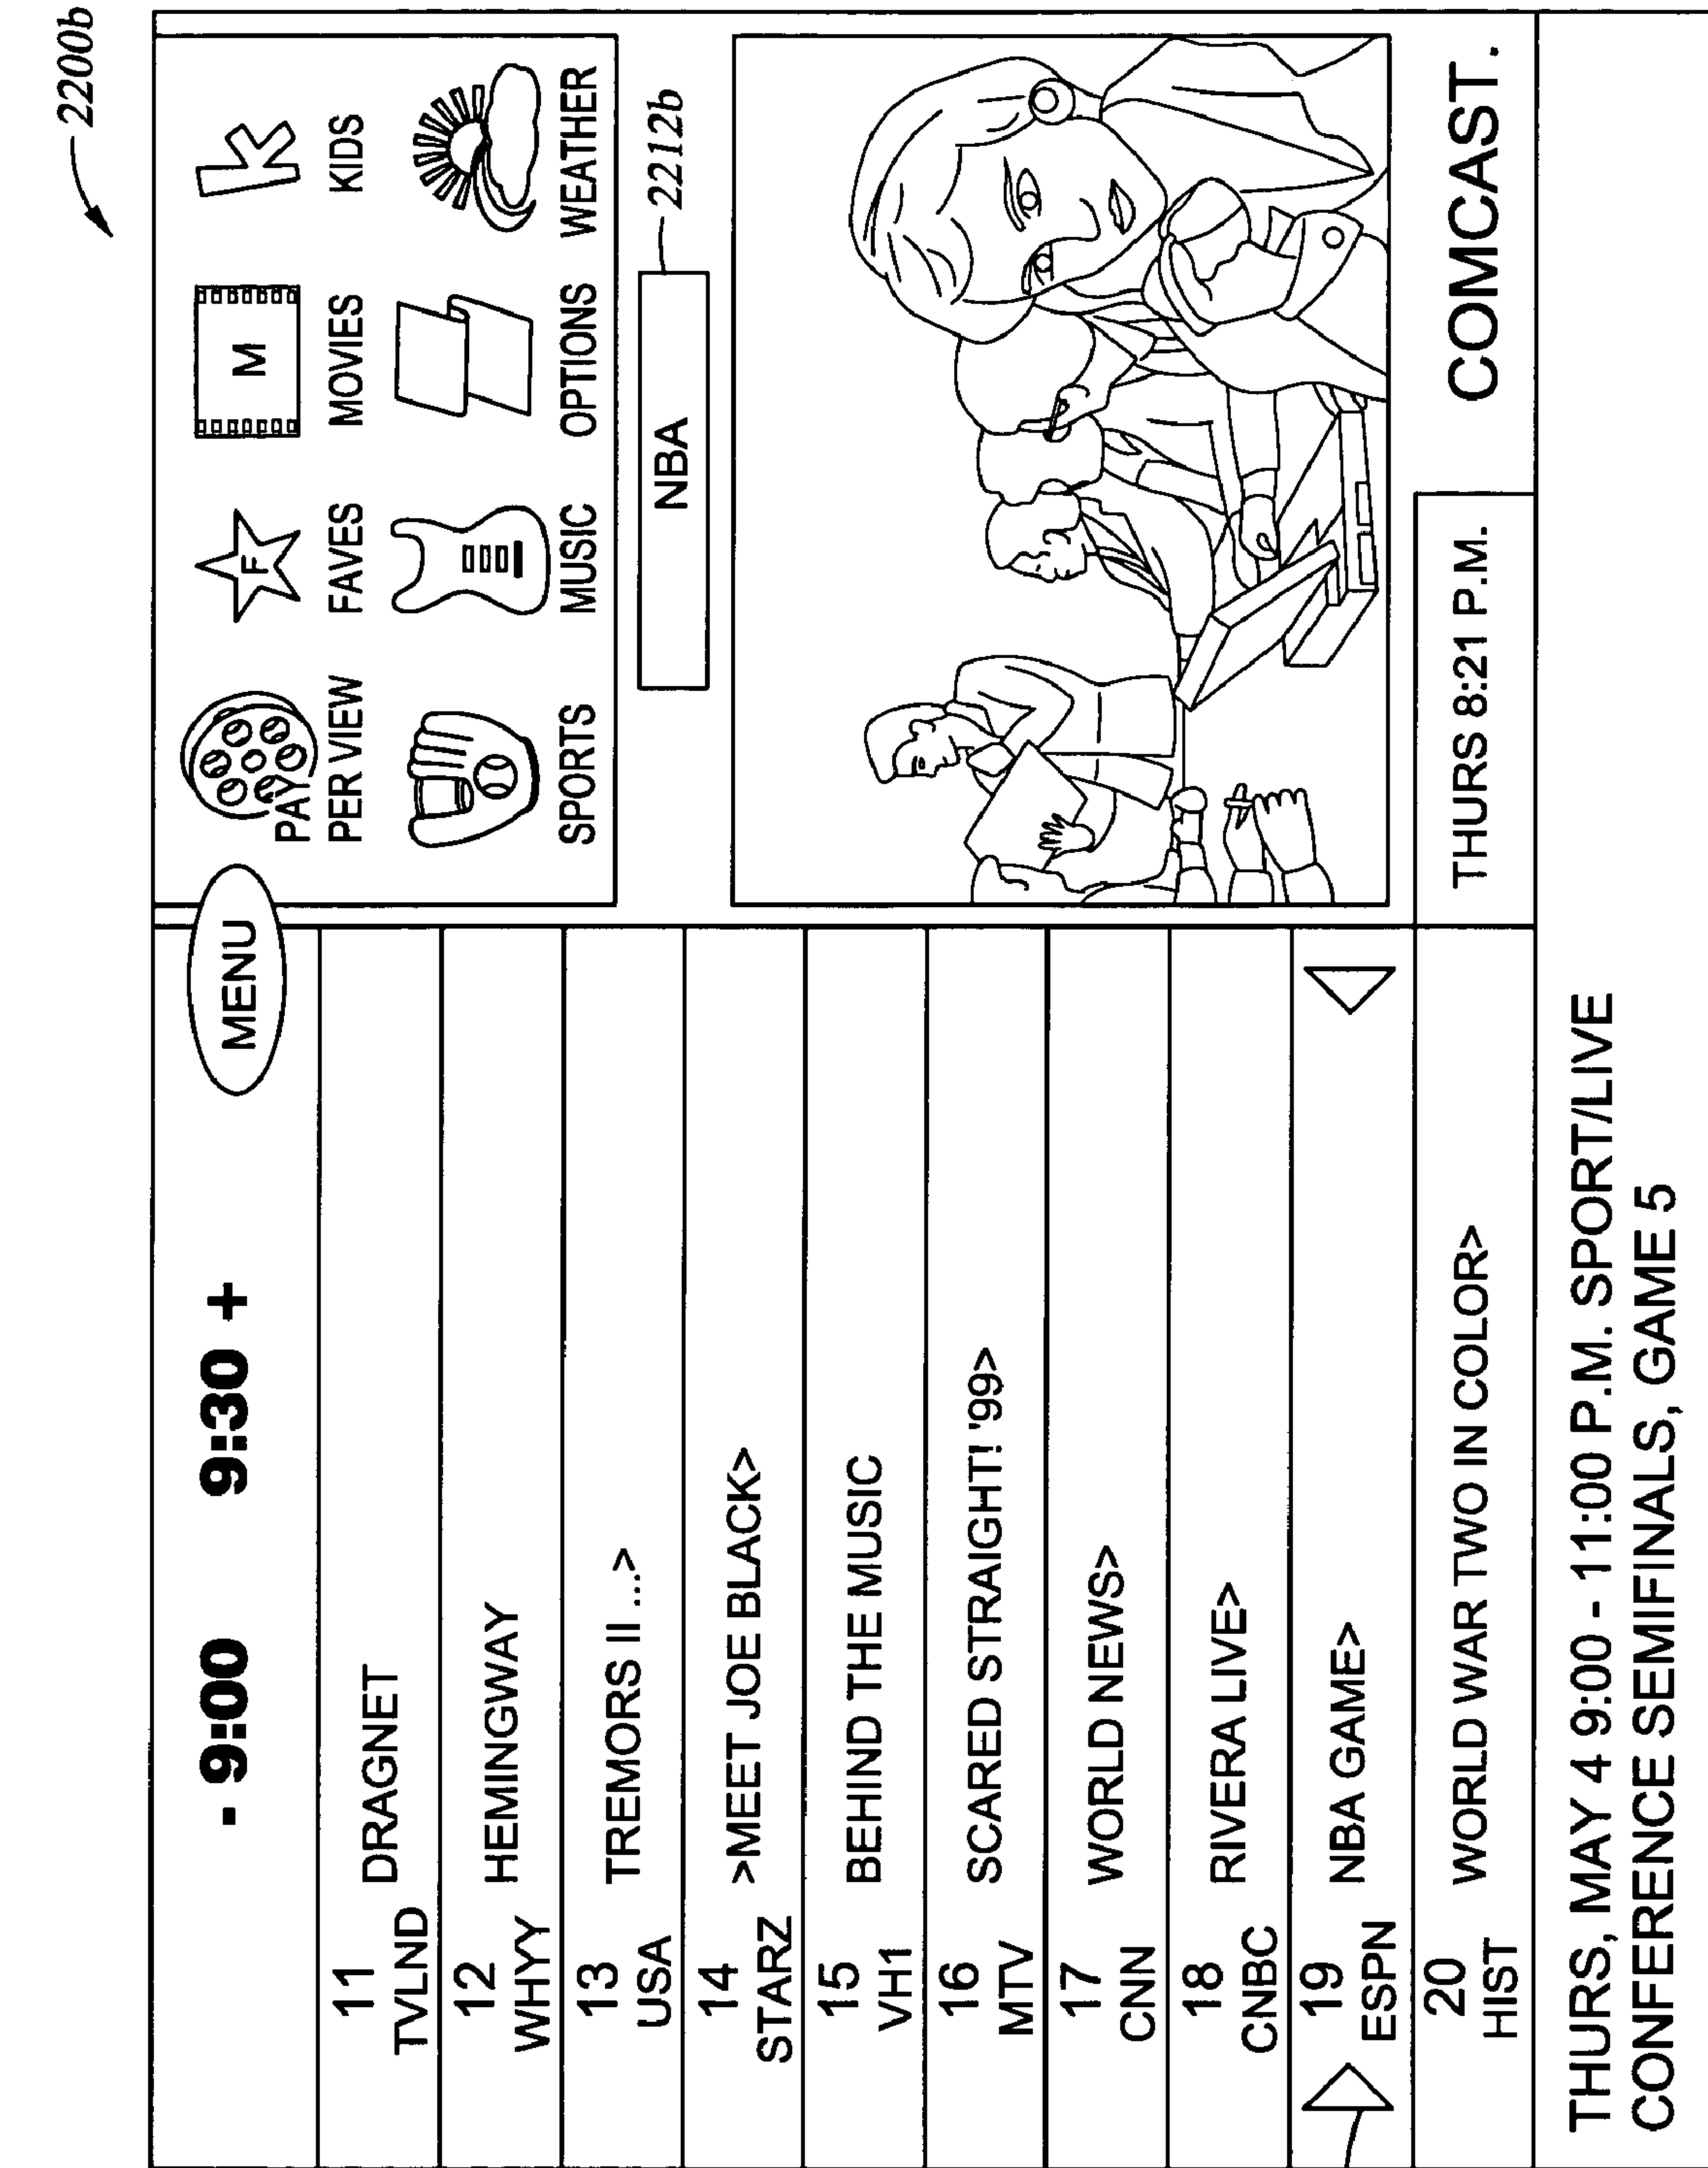 2200b
- 9:00 9:30 +
MENU
11 DRAGNET
TVLND
12 HEMINGWAY
WHYY
13 TREMORS II ...>
USA
14 >MEET JOE BLACK>
STARZ
15 BEHIND THE MUSIC
VH1
16 SCARED STRAIGHT! '99>
MTV
17 WORLD NEWS>
CNN
18 RIVERA LIVE>
CNBC
19 NBA GAME>
ESPN
20 WORLD WAR TWO IN COLOR>
HIST
M
F
k
PAY
PER VIEW FAVES MOVIES KIDS
SPORTS MUSIC OPTIONS WEATHER
NBA
2212b
THURS 8:21 P.M.
COMCAST.
THURS, MAY 4 9:00 - 11:00 P.M. SPORT/LIVE
CONFERENCE SEMIFINALS, GAME 5